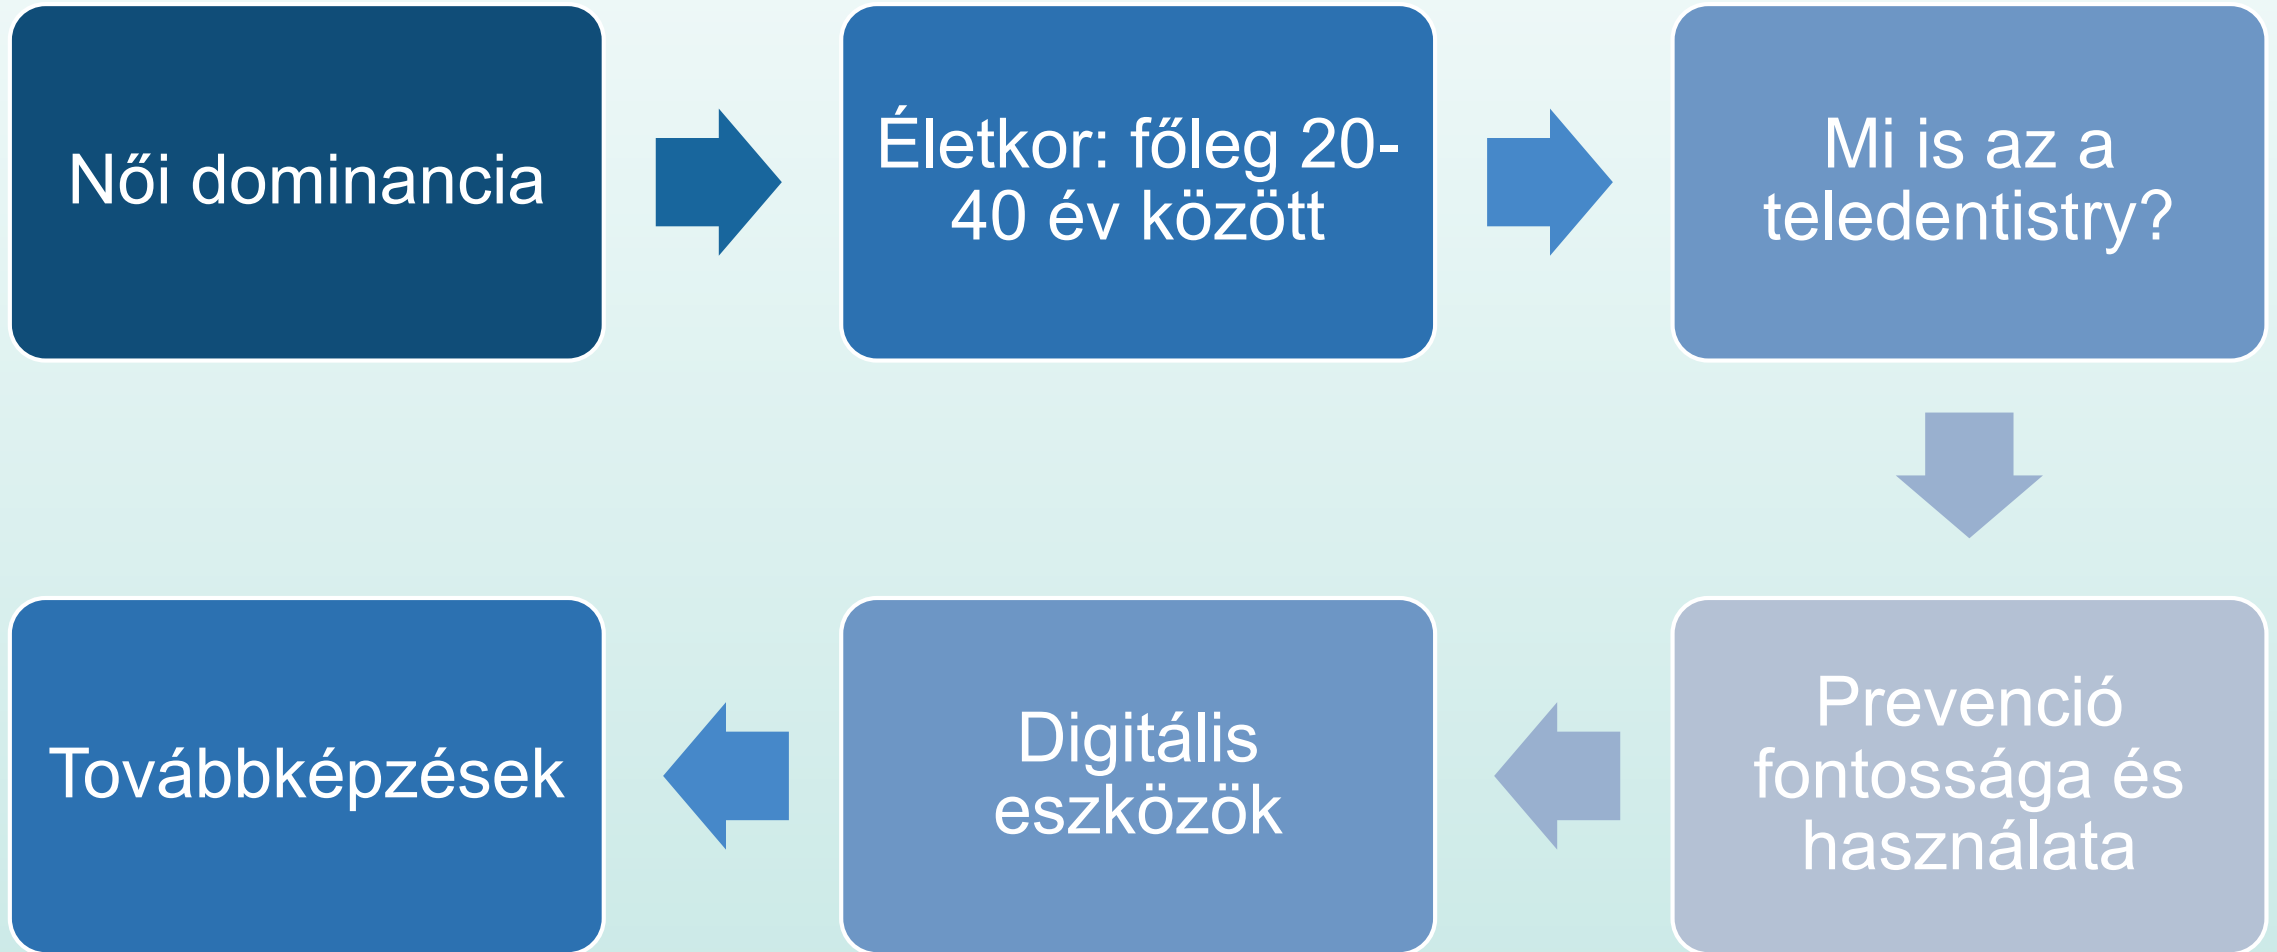 Női dominancia
Életkor: főleg 20-
40 év között
Mi is az a
teledentistry?
Prevenció
fontossága és
használata
Digitális
eszközök
Továbbképzések